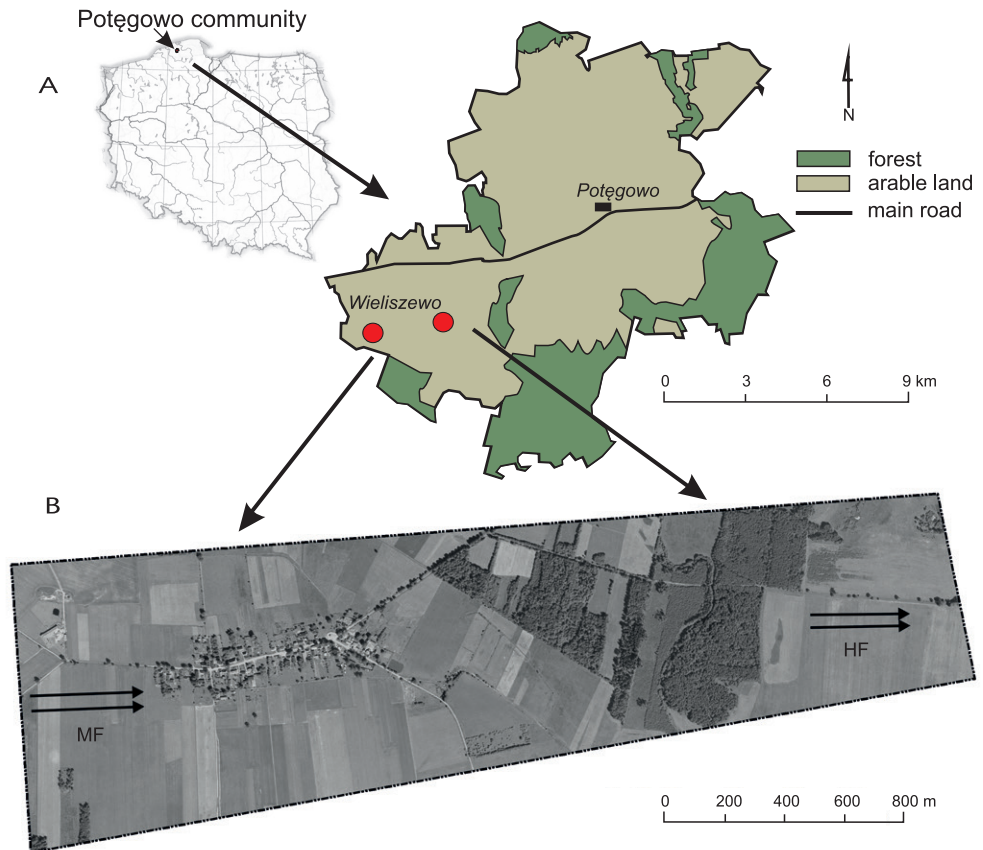 Potęgowo community
A
N
forest
arable land
main road
Potęgowo
Wieliszewo
0 3 6 9 km
B
MF
HF
0 200 400 600 800 m